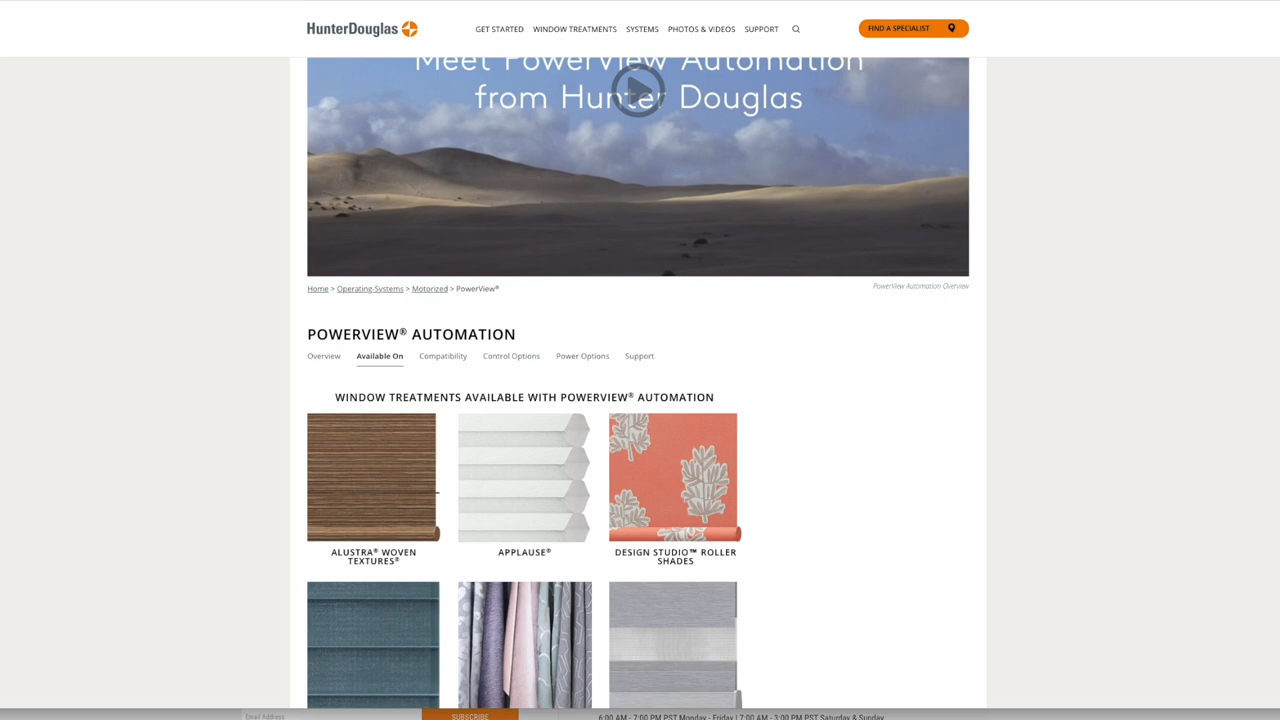 HunterDouglas
GET STARTED WINDOW TREATMENTS SYSTEMS PHOTOS & VIDEOS SUPPORT
FIND A SPECIALIST
Meet PowerView Automation
from Hunter Douglas
Home > Operating-Systems > Motorized > PowerView®
PowerView Automation Overview
POWERVIEW® AUTOMATION
Overview Available On Compatibility Control Options Power Options Support
WINDOW TREATMENTS AVAILABLE WITH POWERVIEW® AUTOMATION
ALUSTRA® WOVEN
TEXTURES®
APPLAUSE®
DESIGN STUDIO™ ROLLER
SHADES
Email Address
SUBSCRIBE
6:00 AM - 7:00 PM PST Monday - Friday | 7:00 AM - 3:00 PM PST Saturday & Sunday